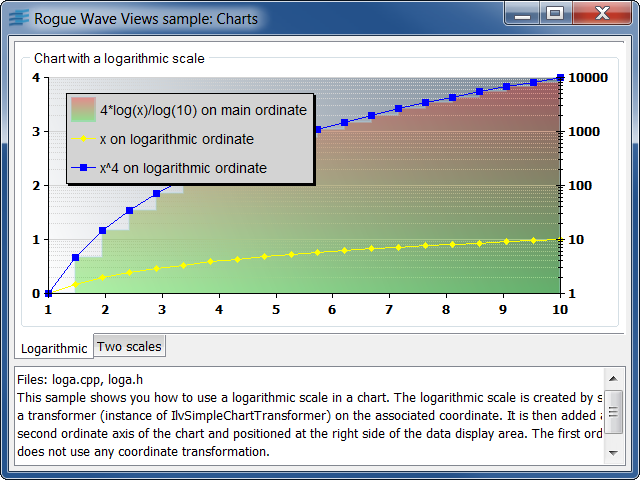 Rogue Wave Views sample: Charts
Chart with a logarithmic scale
4
3
2
1
0
4*log(x)/log(10) on main ordinate
x on logarithmic ordinate
x^4 on logarithmic ordinate
10000
1000
100
10
1
1 2 3 4 5 6 7 8 9 10
Logarithmic Two scales
Files: loga.cpp, loga.h
This sample shows you how to use a logarithmic scale in a chart. The logarithmic scale is created by s
a transformer (instance of IlvSimpleChartTransformer) on the associated coordinate. It is then added a
second ordinate axis of the chart and positioned at the right side of the data display area. The first ord
does not use any coordinate transformation.